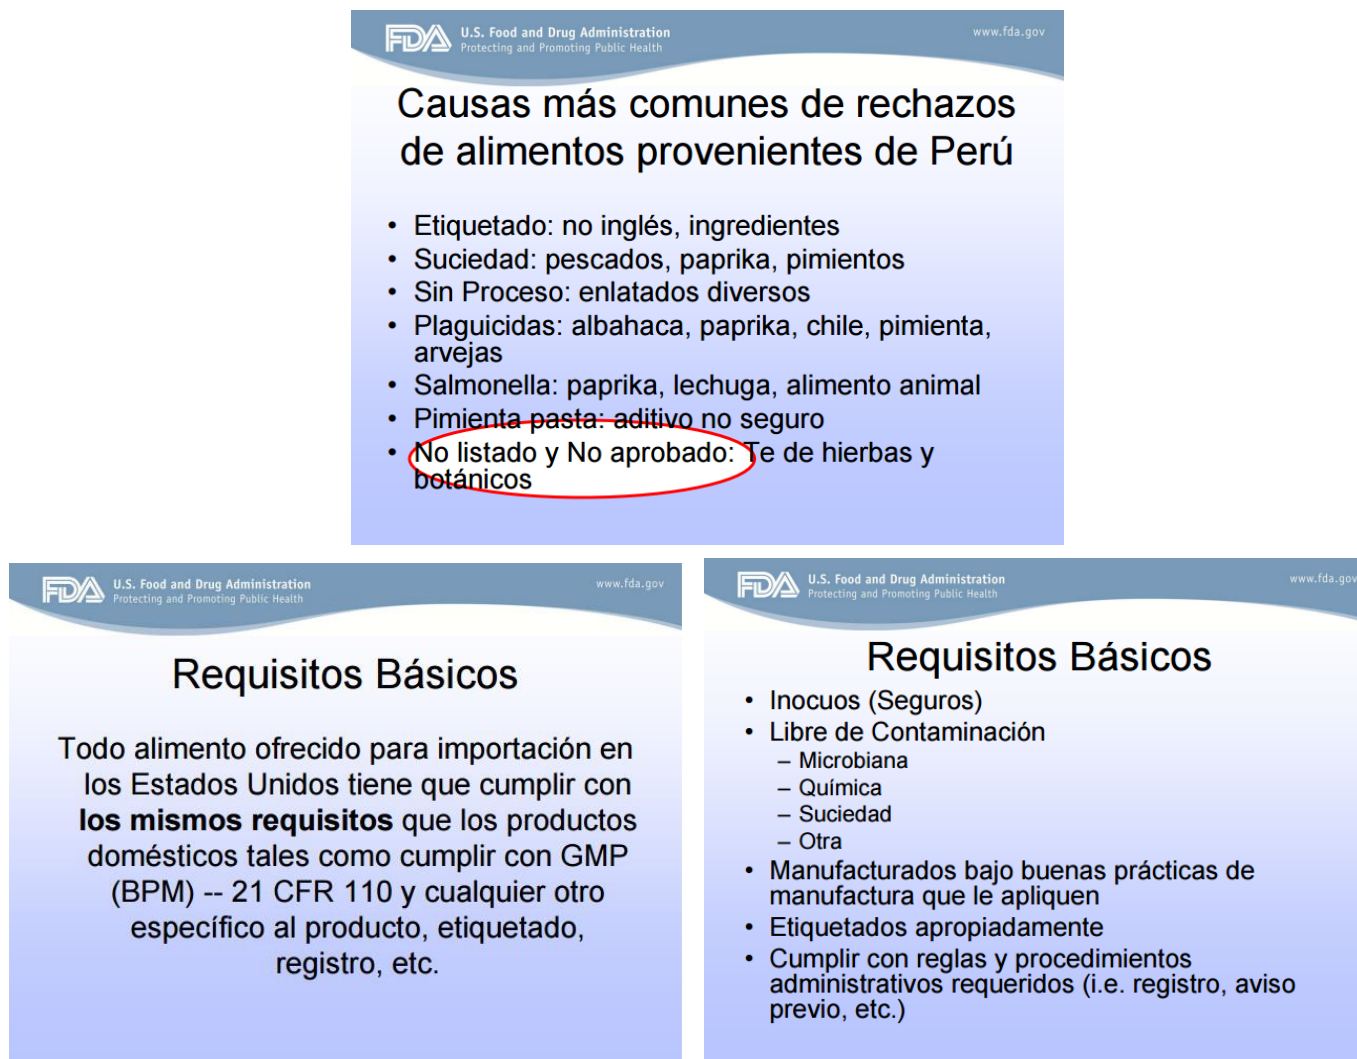 FDA U.S. Food and Drug Administration
Protecting and Promoting Public Health
www.fda.gov
Causas más comunes de rechazos
de alimentos provenientes de Perú
• Etiquetado: no inglés, ingredientes
• Suciedad: pescados, paprika, pimientos
• Sin Proceso: enlatados diversos
• Plaguicidas: albahaca, paprika, chile, pimienta,
arvejas
• Salmonella: paprika, lechuga, alimento animal
• Pimienta pasta: aditivo no seguro
• No listado y No aprobado: Te de hierbas y
botánicos
FDA U.S. Food and Drug Administration
Protecting and Promoting Public Health
www.fda.gov
Requisitos Básicos
Todo alimento ofrecido para importación en
los Estados Unidos tiene que cumplir con
los mismos requisitos que los productos
domésticos tales como cumplir con GMP
(BPM) -- 21 CFR 110 y cualquier otro
específico al producto, etiquetado,
registro, etc.
FDA U.S. Food and Drug Administration
Protecting and Promoting Public Health
www.fda.gov
Requisitos Básicos
• Inocuos (Seguros)
• Libre de Contaminación
– Microbiana
– Química
– Suciedad
– Otra
• Manufacturados bajo buenas prácticas de
manufactura que le apliquen
• Etiquetados apropiadamente
• Cumplir con reglas y procedimientos
administrativos requeridos (i.e. registro, aviso
previo, etc.)